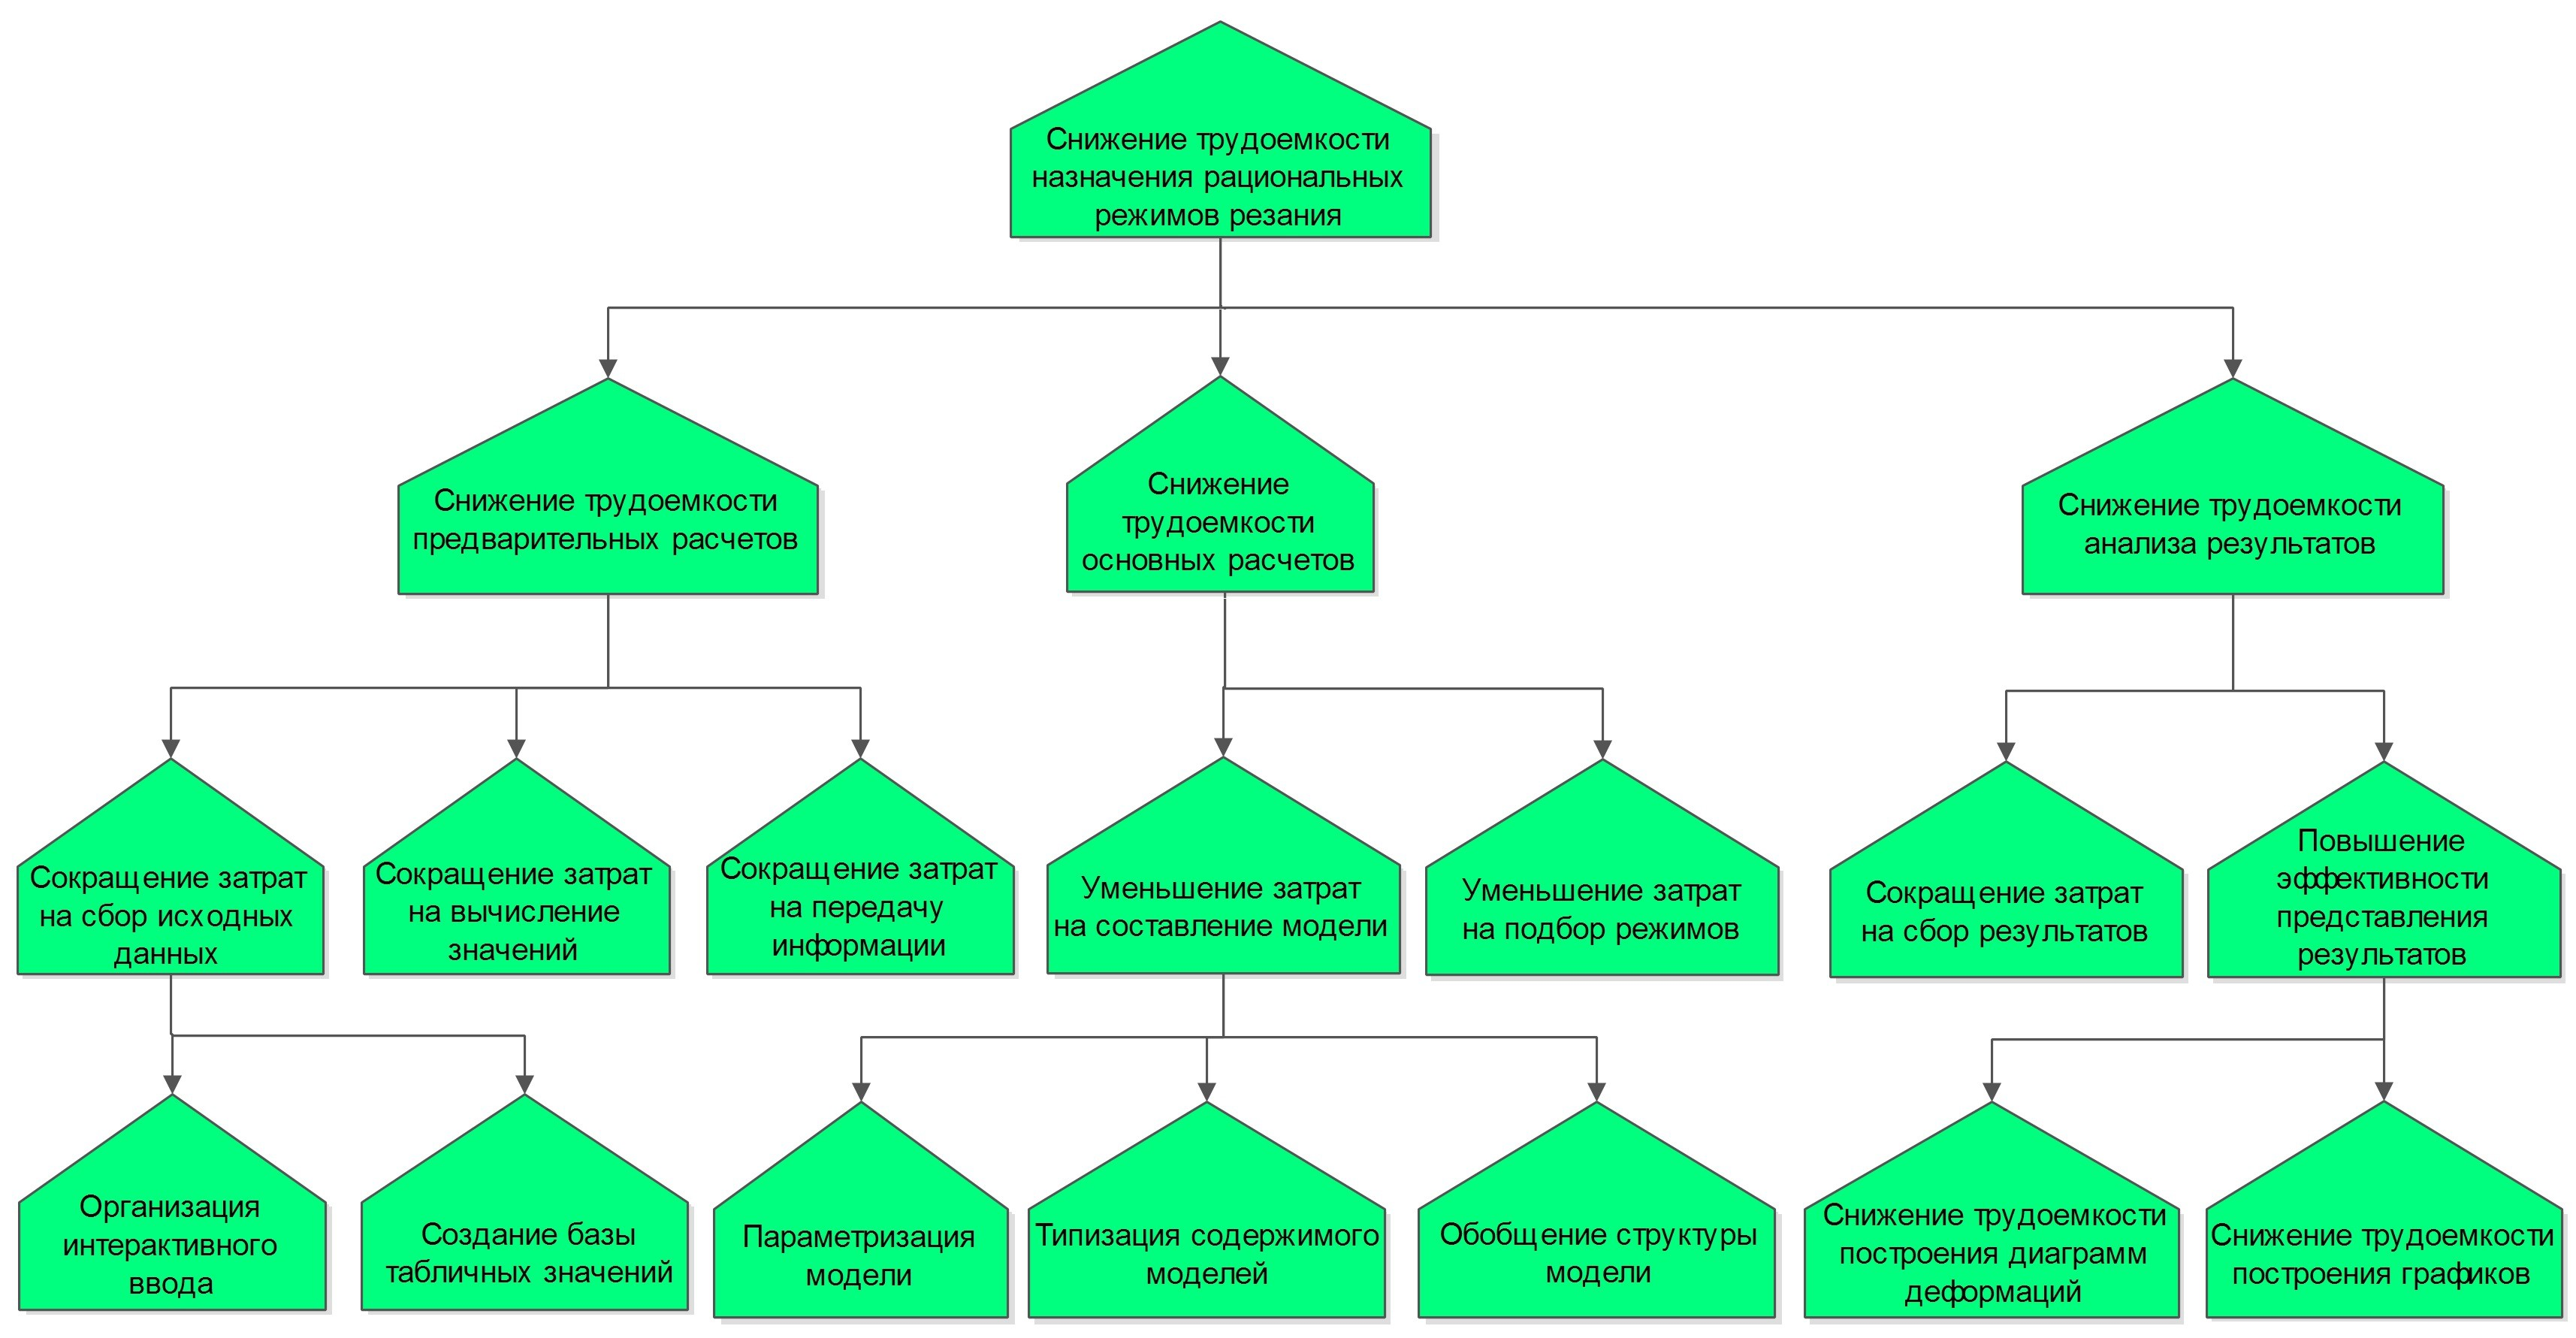 Снижение трудоемкости
назначения рациональных
режимов резания
Снижение трудоемкости
предварительных расчетов
Снижение
трудоемкости
основных расчетов
Снижение трудоемкости
анализа результатов
Сокращение затрат
на сбор исходных
данных
Сокращение затрат
на вычисление
значений
Сокращение затрат
на передачу
информации
Уменьшение затрат
на составление модели
Уменьшение затрат
на подбор режимов
Сокращение затрат
на сбор результатов
Повышение
эффективности
представления
результатов
Организация
интерактивного
ввода
Создание базы
табличных значений
Параметризация
модели
Типизация содержимого
моделей
Обобщение структуры
модели
Снижение трудоемкости
построения диаграмм
деформаций
Снижение трудоемкости
построения графиков